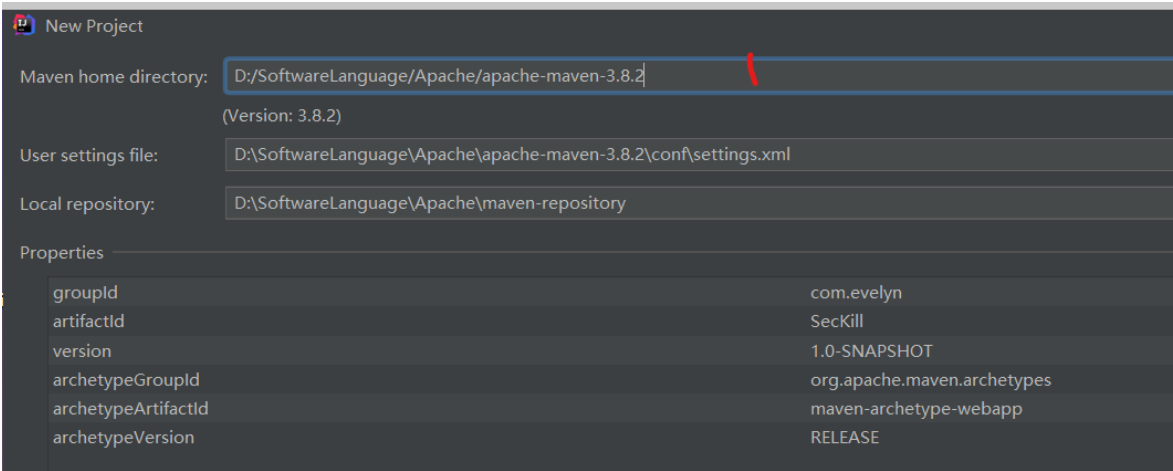 New Project
Maven home directory: D:/SoftwareLanguage/Apache/apache-maven-3.8.2
(Version: 3.8.2)
User settings file: D:\SoftwareLanguage\Apache\apache-maven-3.8.2\conf\settings.xml
Local repository: D:\SoftwareLanguage\Apache\maven-repository
Properties
groupId com.evelyn
artifactId SecKill
version 1.0-SNAPSHOT
archetypeGroupId org.apache.maven.archetypes
archetypeArtifactId maven-archetype-webapp
archetypeVersion RELEASE